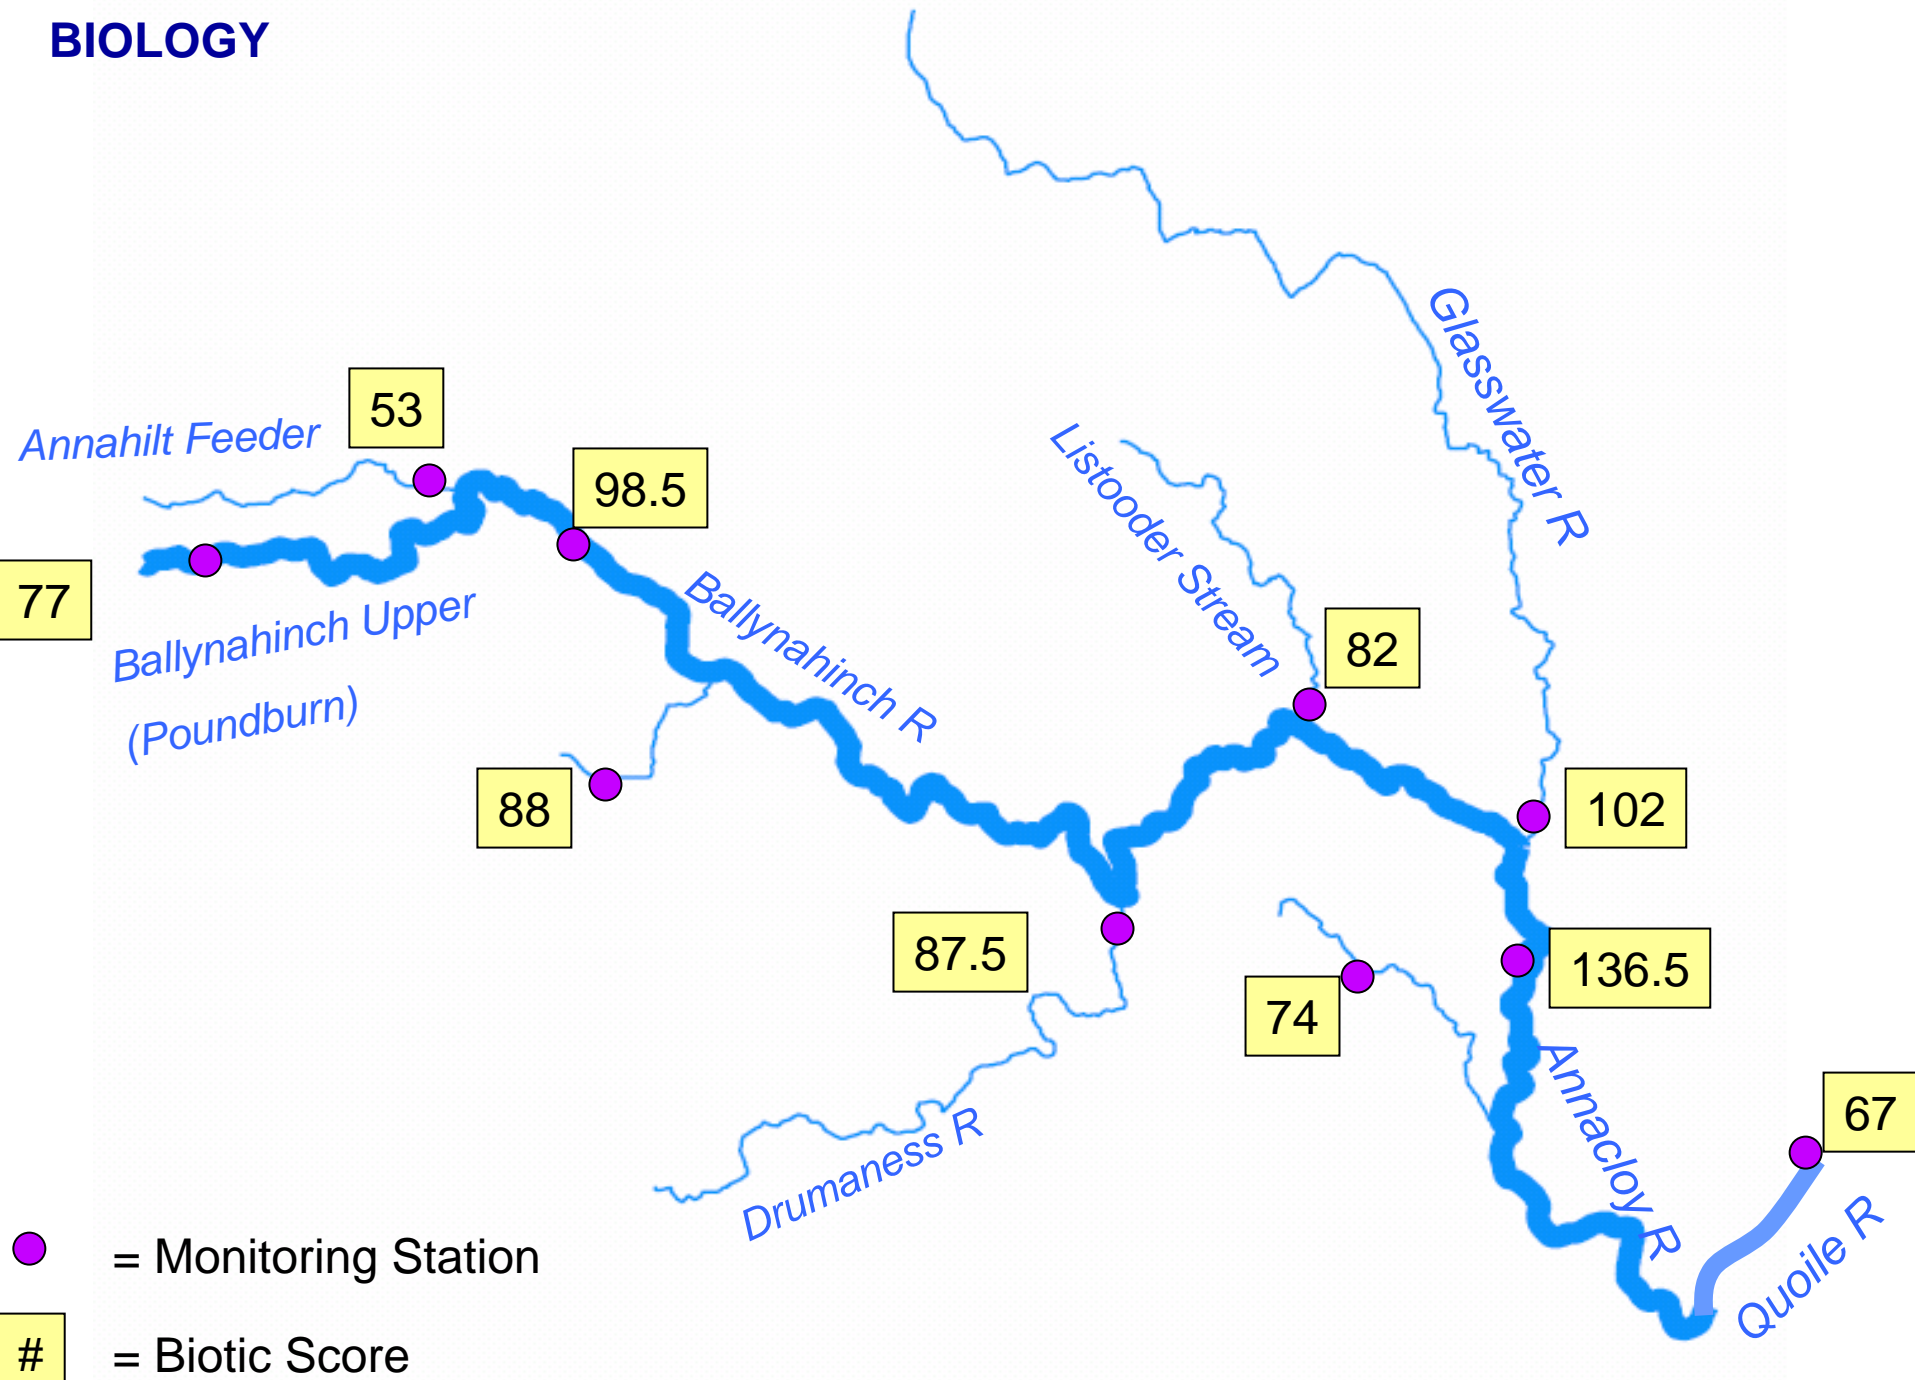 BIOLOGY
Glasswater R
53
Annahilt Feeder
98.5
Listooder Stream
77
Ballynahinch Upper
(Poundburn)
Ballynahinch R
82
88
102
87.5
74
136.5
Annacloy R
67
Drumaness R
Quoile R
= Monitoring Station
# = Biotic Score